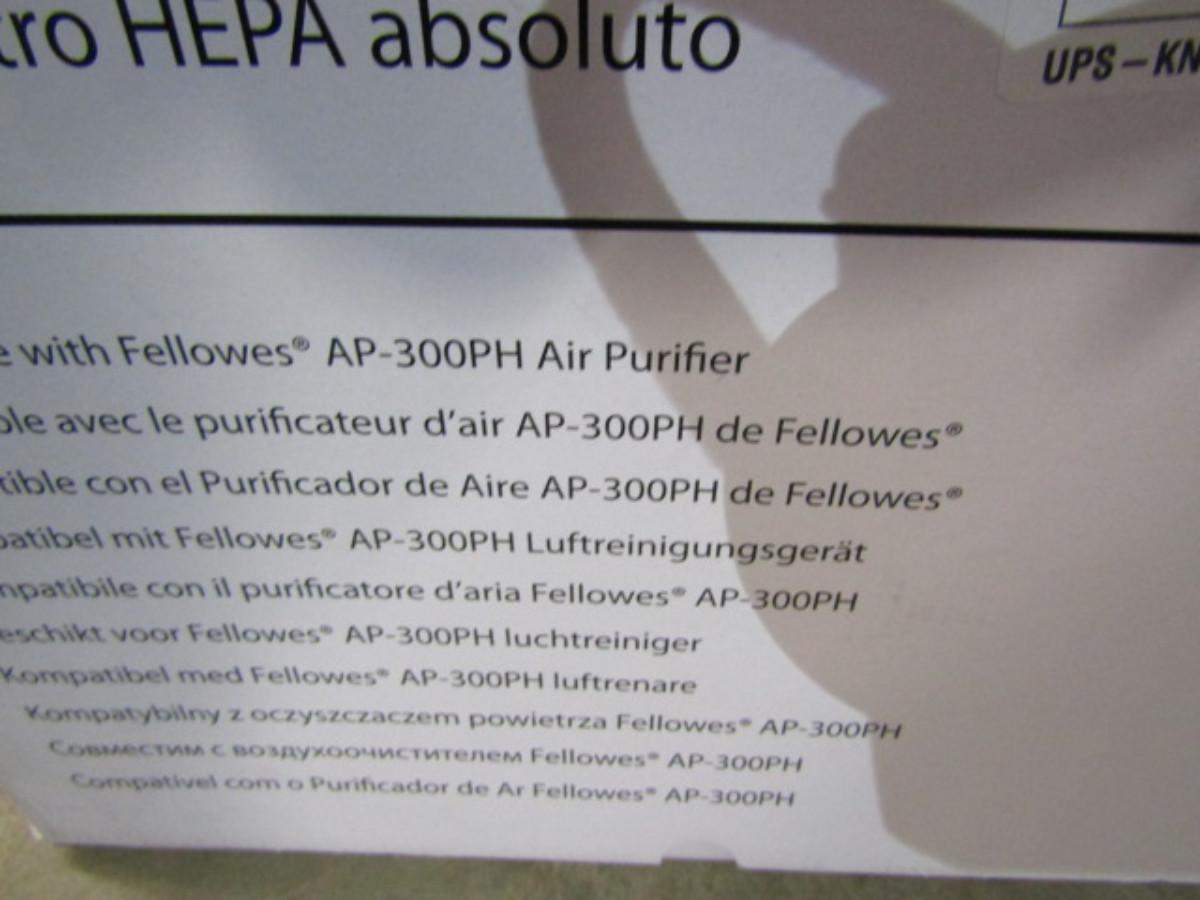 tro HEPA absoluto
UPS – KN
e with Fellowes® AP-300PH Air Purifier
ble avec le purificateur d'air AP-300PH de Fellowes®
tible con el Purificador de Aire AP-300PH de Fellowes®
patibel mit Fellowes® AP-300PH Luftreinigungsgerät
mpatibile con il purificatore d'aria Fellowes® AP-300PH
eschikt voor Fellowes® AP-300PH luchtreiniger
Kompatibel med Fellowes® AP-300PH luftrenare
Kompatybilny z oczyszczaczem powietrza Fellowes® AP-300PH
Совместим с воздухоочистителем Fellowes® AP-300PH
Compatível com o Purificador de Ar Fellowes® AP-300PH